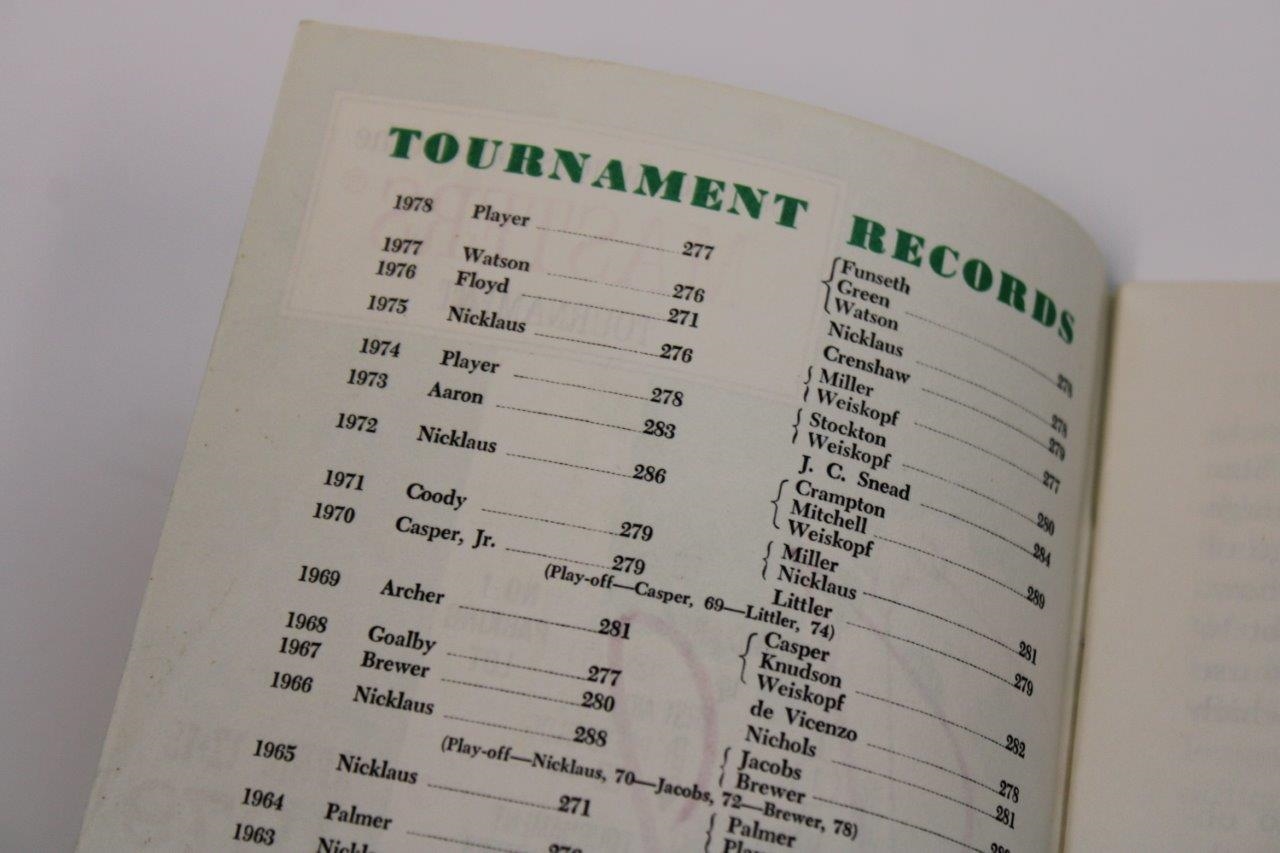 TOURNAMENT RECORDS
1978 Player 277 { Funseth
Green
Watson 278
1977 Watson 276 Nicklaus 278
1976 Floyd 271 Crenshaw 279
1975 Nicklaus 276 { Miller
Weiskopf 277
1974 Player 278 { Stockton
Weiskopf 280
1973 Aaron 283 J. C. Snead 284
1972 Nicklaus 286 { Crampton
Mitchell
Weiskopf 289
1971 Coody 279 { Miller
Nicklaus 281
1970 Casper, Jr. 279 Littler 279
(Play-off—Casper, 69—Littler, 74)
1969 Archer 281 { Casper
Knudson
Weiskopf 282
1968 Goalby 277 de Vicenzo 278
1967 Brewer 280 Nichols 281
1966 Nicklaus 288 { Jacobs
Brewer
(Play-off—Nicklaus, 70—Jacobs, 72—Brewer, 78)
1965 Nicklaus 271 { Palmer
1964 Palmer
1963